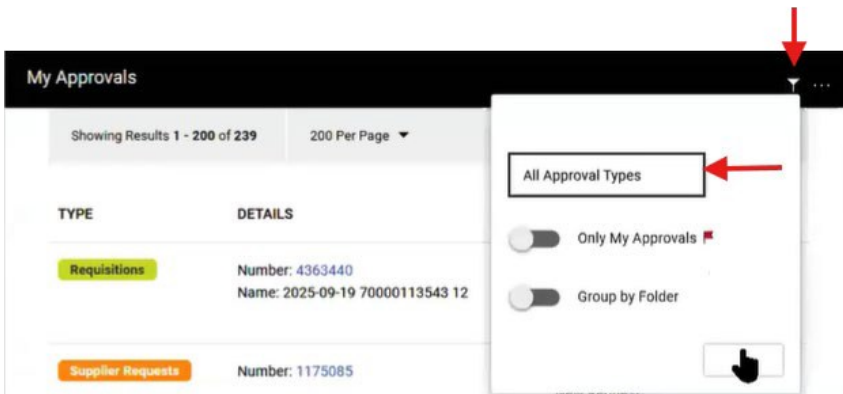 My Approvals
Showing Results 1 - 200 of 239
200 Per Page
All Approval Types
TYPE
DETAILS
Only My Approvals
Requisitions
Number: 4363440
Name: 2025-09-19 70000113543 12
Group by Folder
Supplier Requests
Number: 1175085